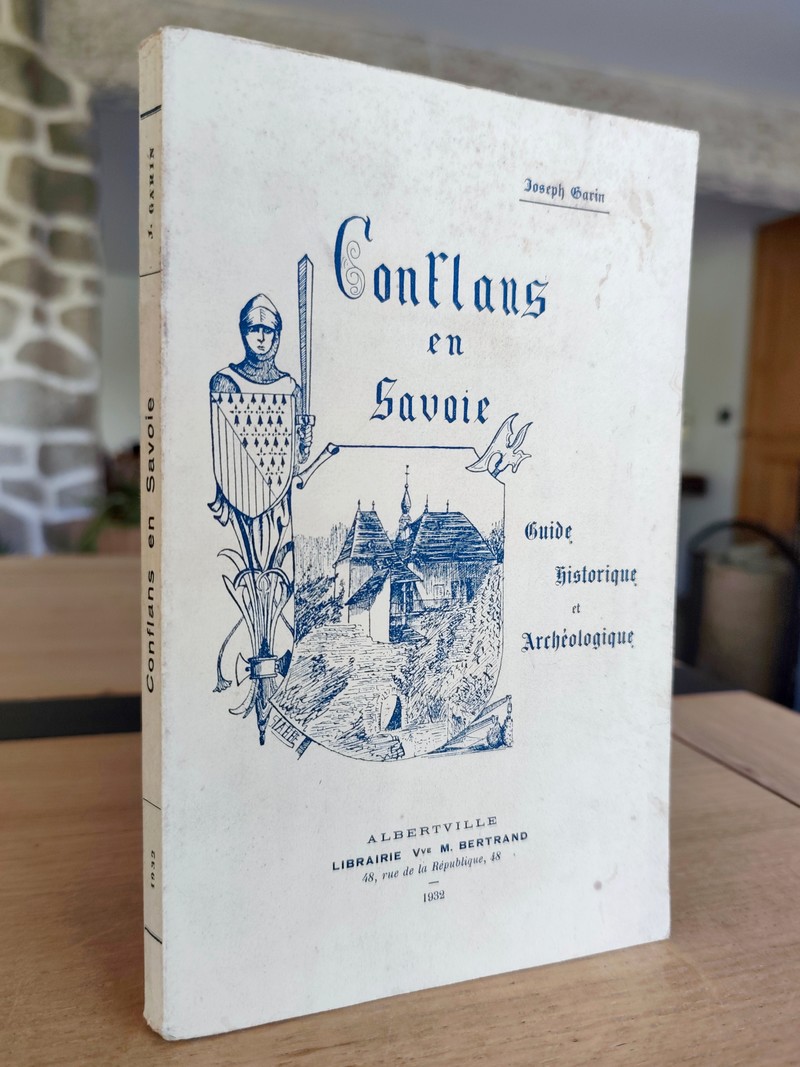 Joseph Garin
Conflans
en
Savoie
Guide
Historique
et
Archéologique
ALBERTVILLE
LIBRAIRIE Vve M. BERTRAND
48, rue de la République, 48
1932
J. GARIN
Conflans en Savoie
1932